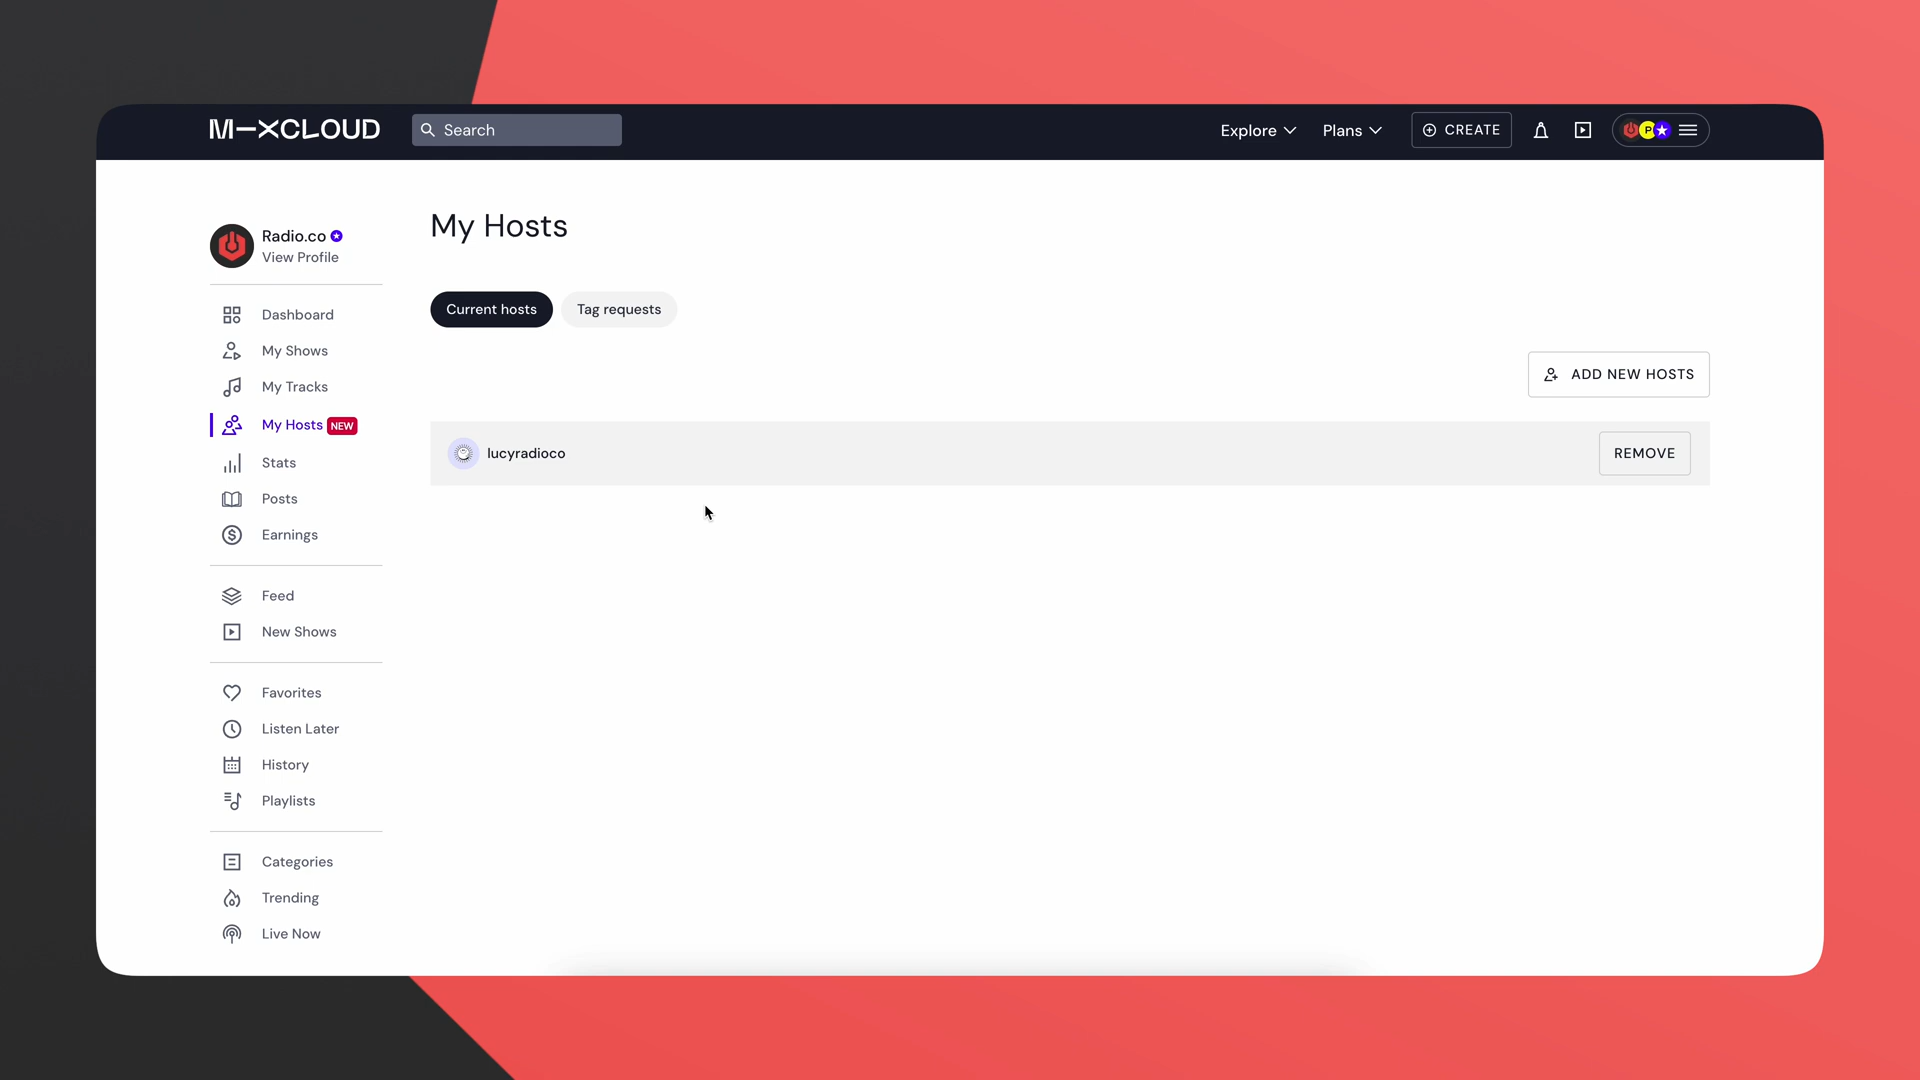 M-XCLOUD
Search
Explore
Plans
CREATE
P
Radio.co
View Profile
Dashboard
My Shows
My Tracks
My Hosts NEW
Stats
Posts
Earnings
Feed
New Shows
Favorites
Listen Later
History
Playlists
Categories
Trending
Live Now
My Hosts
Current hosts
Tag requests
ADD NEW HOSTS
lucyradioco
REMOVE